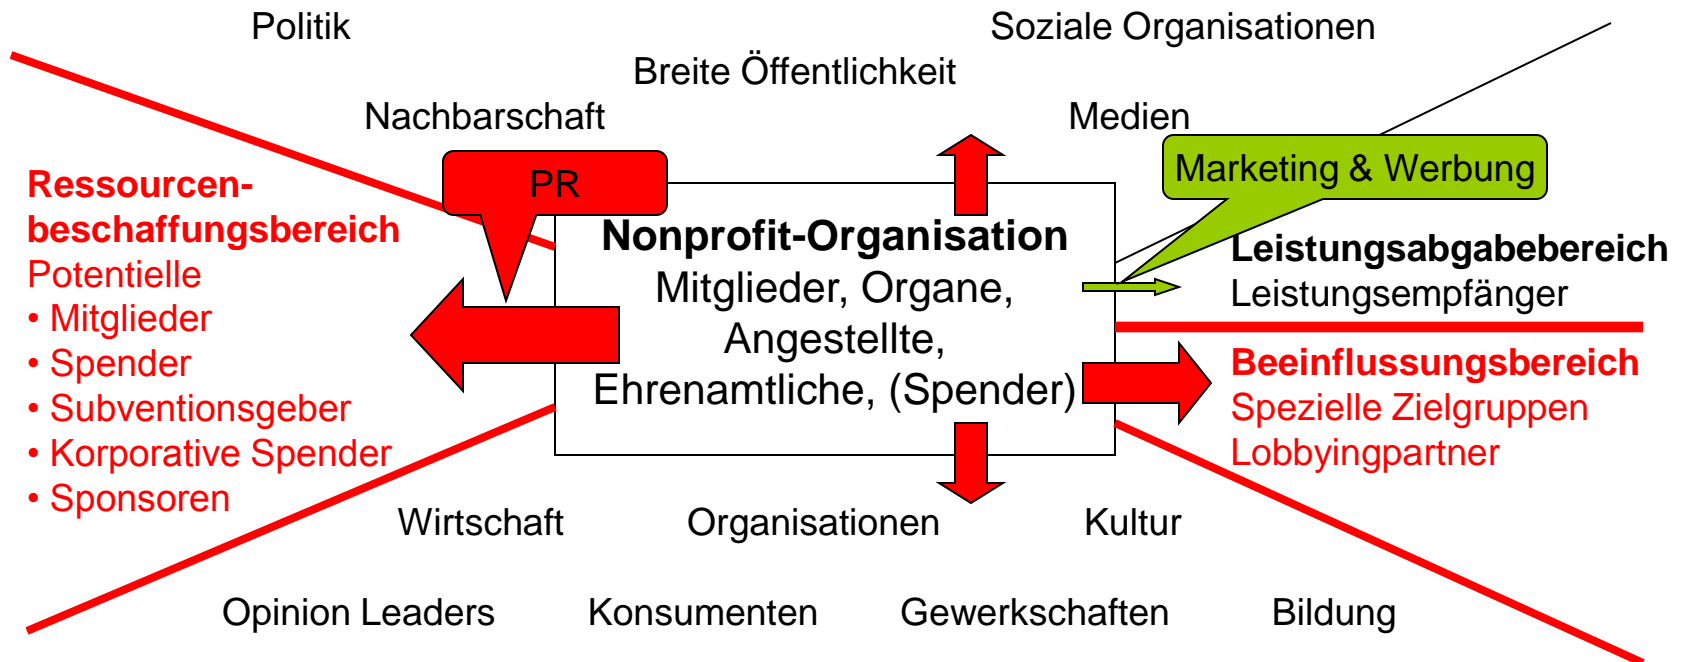 Politik
Soziale Organisationen
Breite Öffentlichkeit
Nachbarschaft
Medien
PR
Marketing & Werbung
Ressourcen-
beschaffungsbereich
Potentielle
• Mitglieder
• Spender
• Subventionsgeber
• Korporative Spender
• Sponsoren
Nonprofit-Organisation
Mitglieder, Organe,
Angestellte,
Ehrenamtliche, (Spender)
Leistungsabgabebereich
Leistungsempfänger
Beeinflussungsbereich
Spezielle Zielgruppen
Lobbyingpartner
Wirtschaft
Organisationen
Kultur
Opinion Leaders
Konsumenten
Gewerkschaften
Bildung